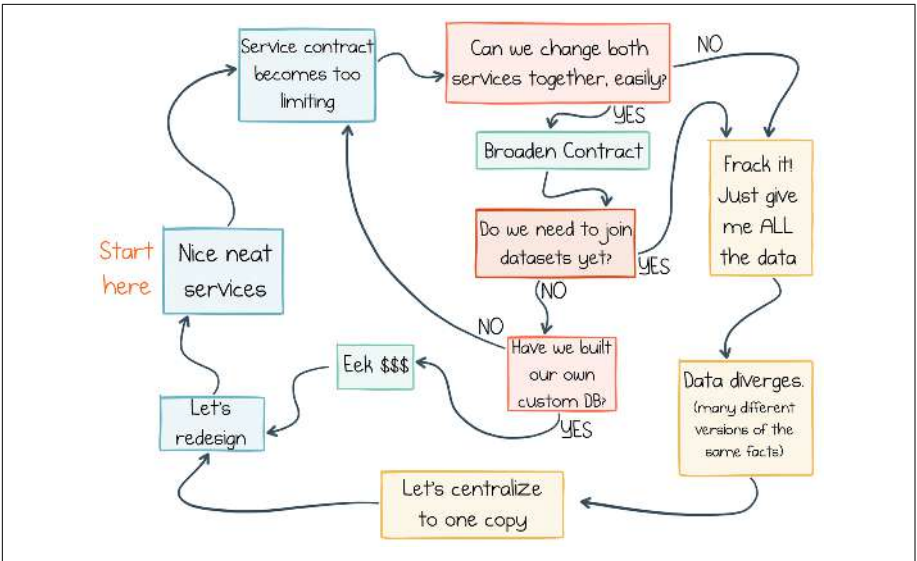 Service contract
becomes too
limiting
Can we change both
services together, easily?
NO
YES
Broaden Contract
Frack it!
Just give
me ALL
the data
Do we need to join
datasets yet?
YES
NO
Start
here
Nice neat
services
NO
Have we built
our own
custom DB?
YES
Eek $$$
Let's
redesign
Data diverges.
(many different
versions of the
same facts)
Let's centralize
to one copy